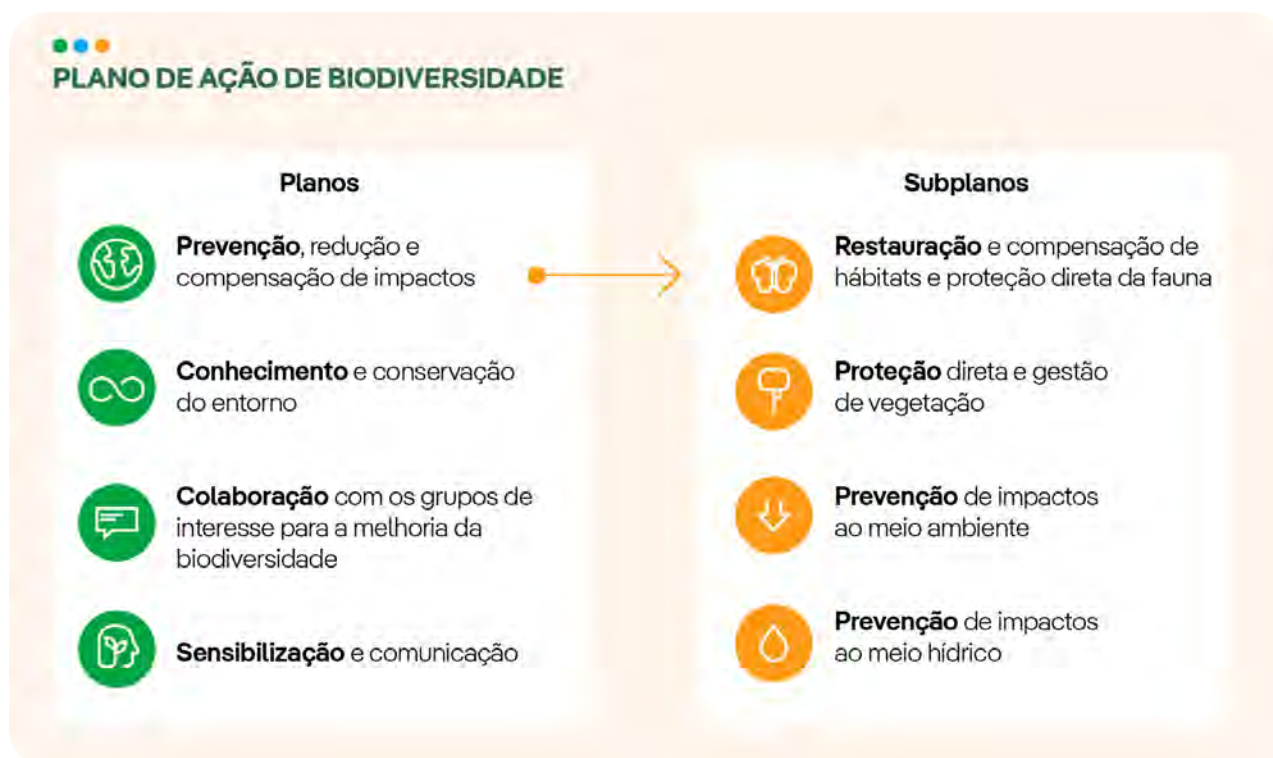 PLANO DE AÇÃO DE BIODIVERSIDADE
Planos
Prevenção, redução e
compensação de impactos
Conhecimento e conservação
do entorno
Colaboração com os grupos de
interesse para a melhoria da
biodiversidade
Sensibilização e comunicação
Subplanos
Restauração e compensação de
hábitats e proteção direta da fauna
Proteção direta e gestão
de vegetação
Prevenção de impactos
ao meio ambiente
Prevenção de impactos
ao meio hídrico